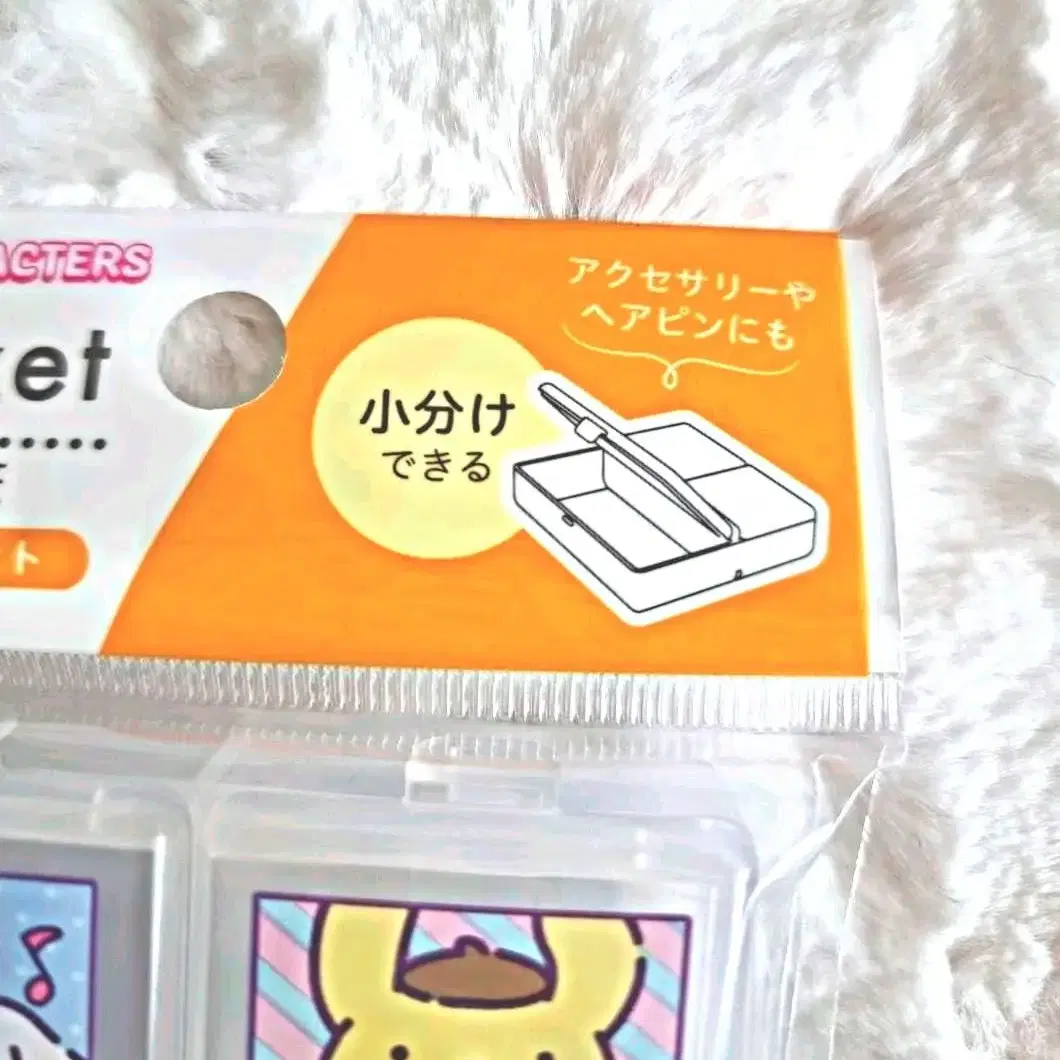 ACTERS
ket
ト
アクセサリーや
ヘアピンにも
小分け
できる